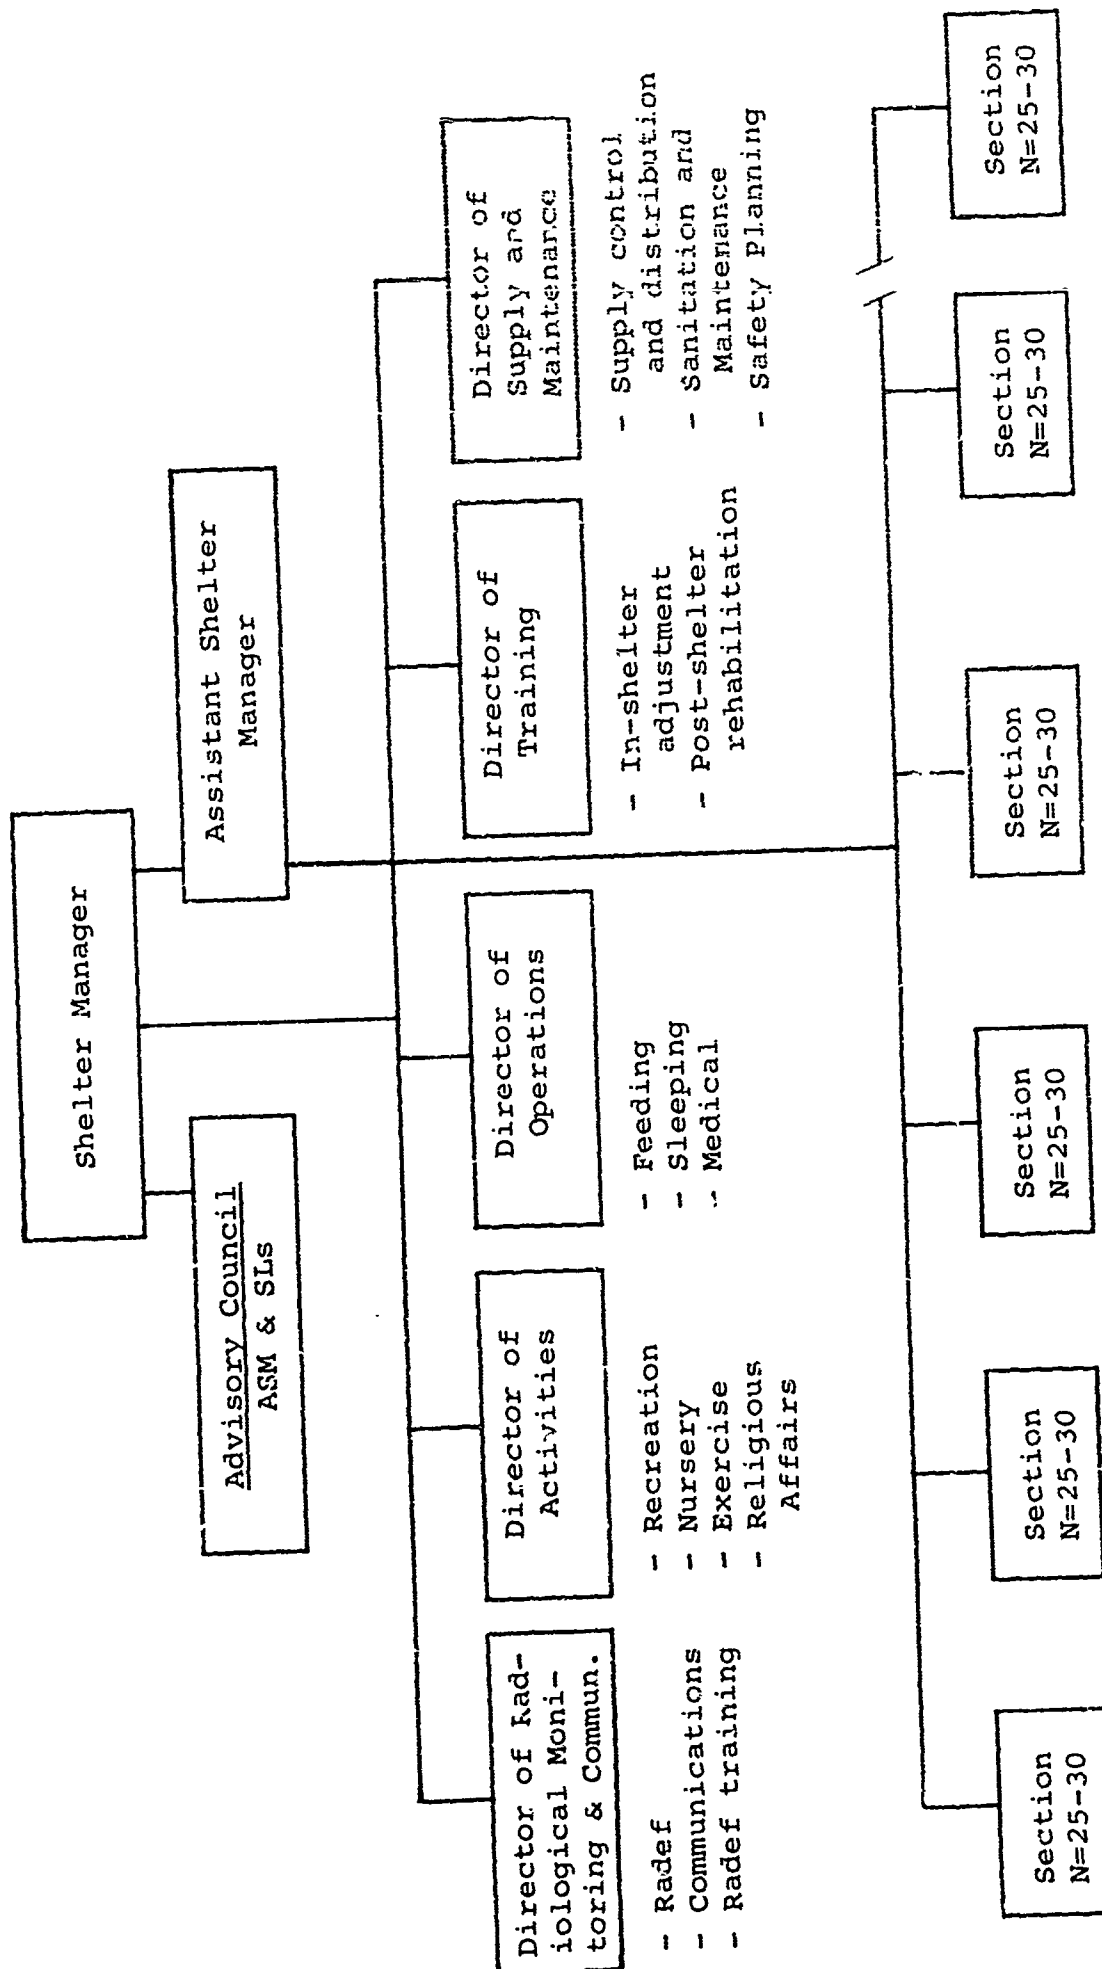 Shelter Manager
Advisory Council
ASM & SLs
Assistant Shelter
Manager
Director of Rad-
iological Moni-
toring & Commun.
- Radef
- Communications
- Radef training
Director of
Activities
- Recreation
- Nursery
- Exercise
- Religious
Affairs
Director of
Operations
- Feeding
- Sleeping
- Medical
Director of
Training
- In-shelter
adjustment
- Post-shelter
rehabilitation
Director of
Supply and
Maintenance
- Supply control
and distribution
- Sanitation and
Maintenance
- Safety Planning
Section
N=25-30
Section
N=25-30
Section
N=25-30
Section
N=25-30
Section
N=25-30
Section
N=25-30